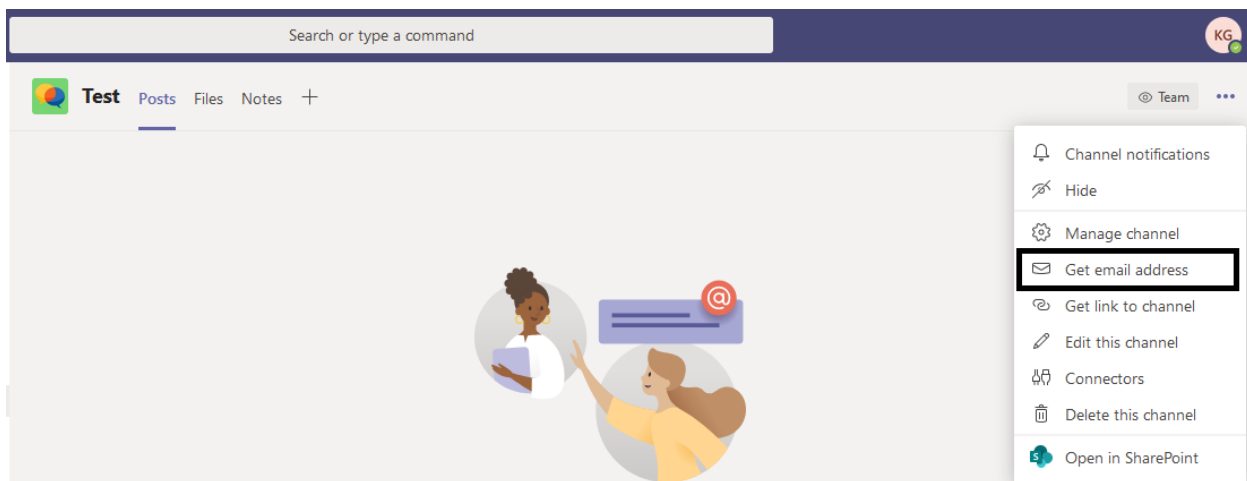 Search or type a command
KG
Test Posts Files Notes
Team
Channel notifications
Hide
Manage channel
Get email address
Get link to channel
Edit this channel
Connectors
Delete this channel
S Open in SharePoint
@